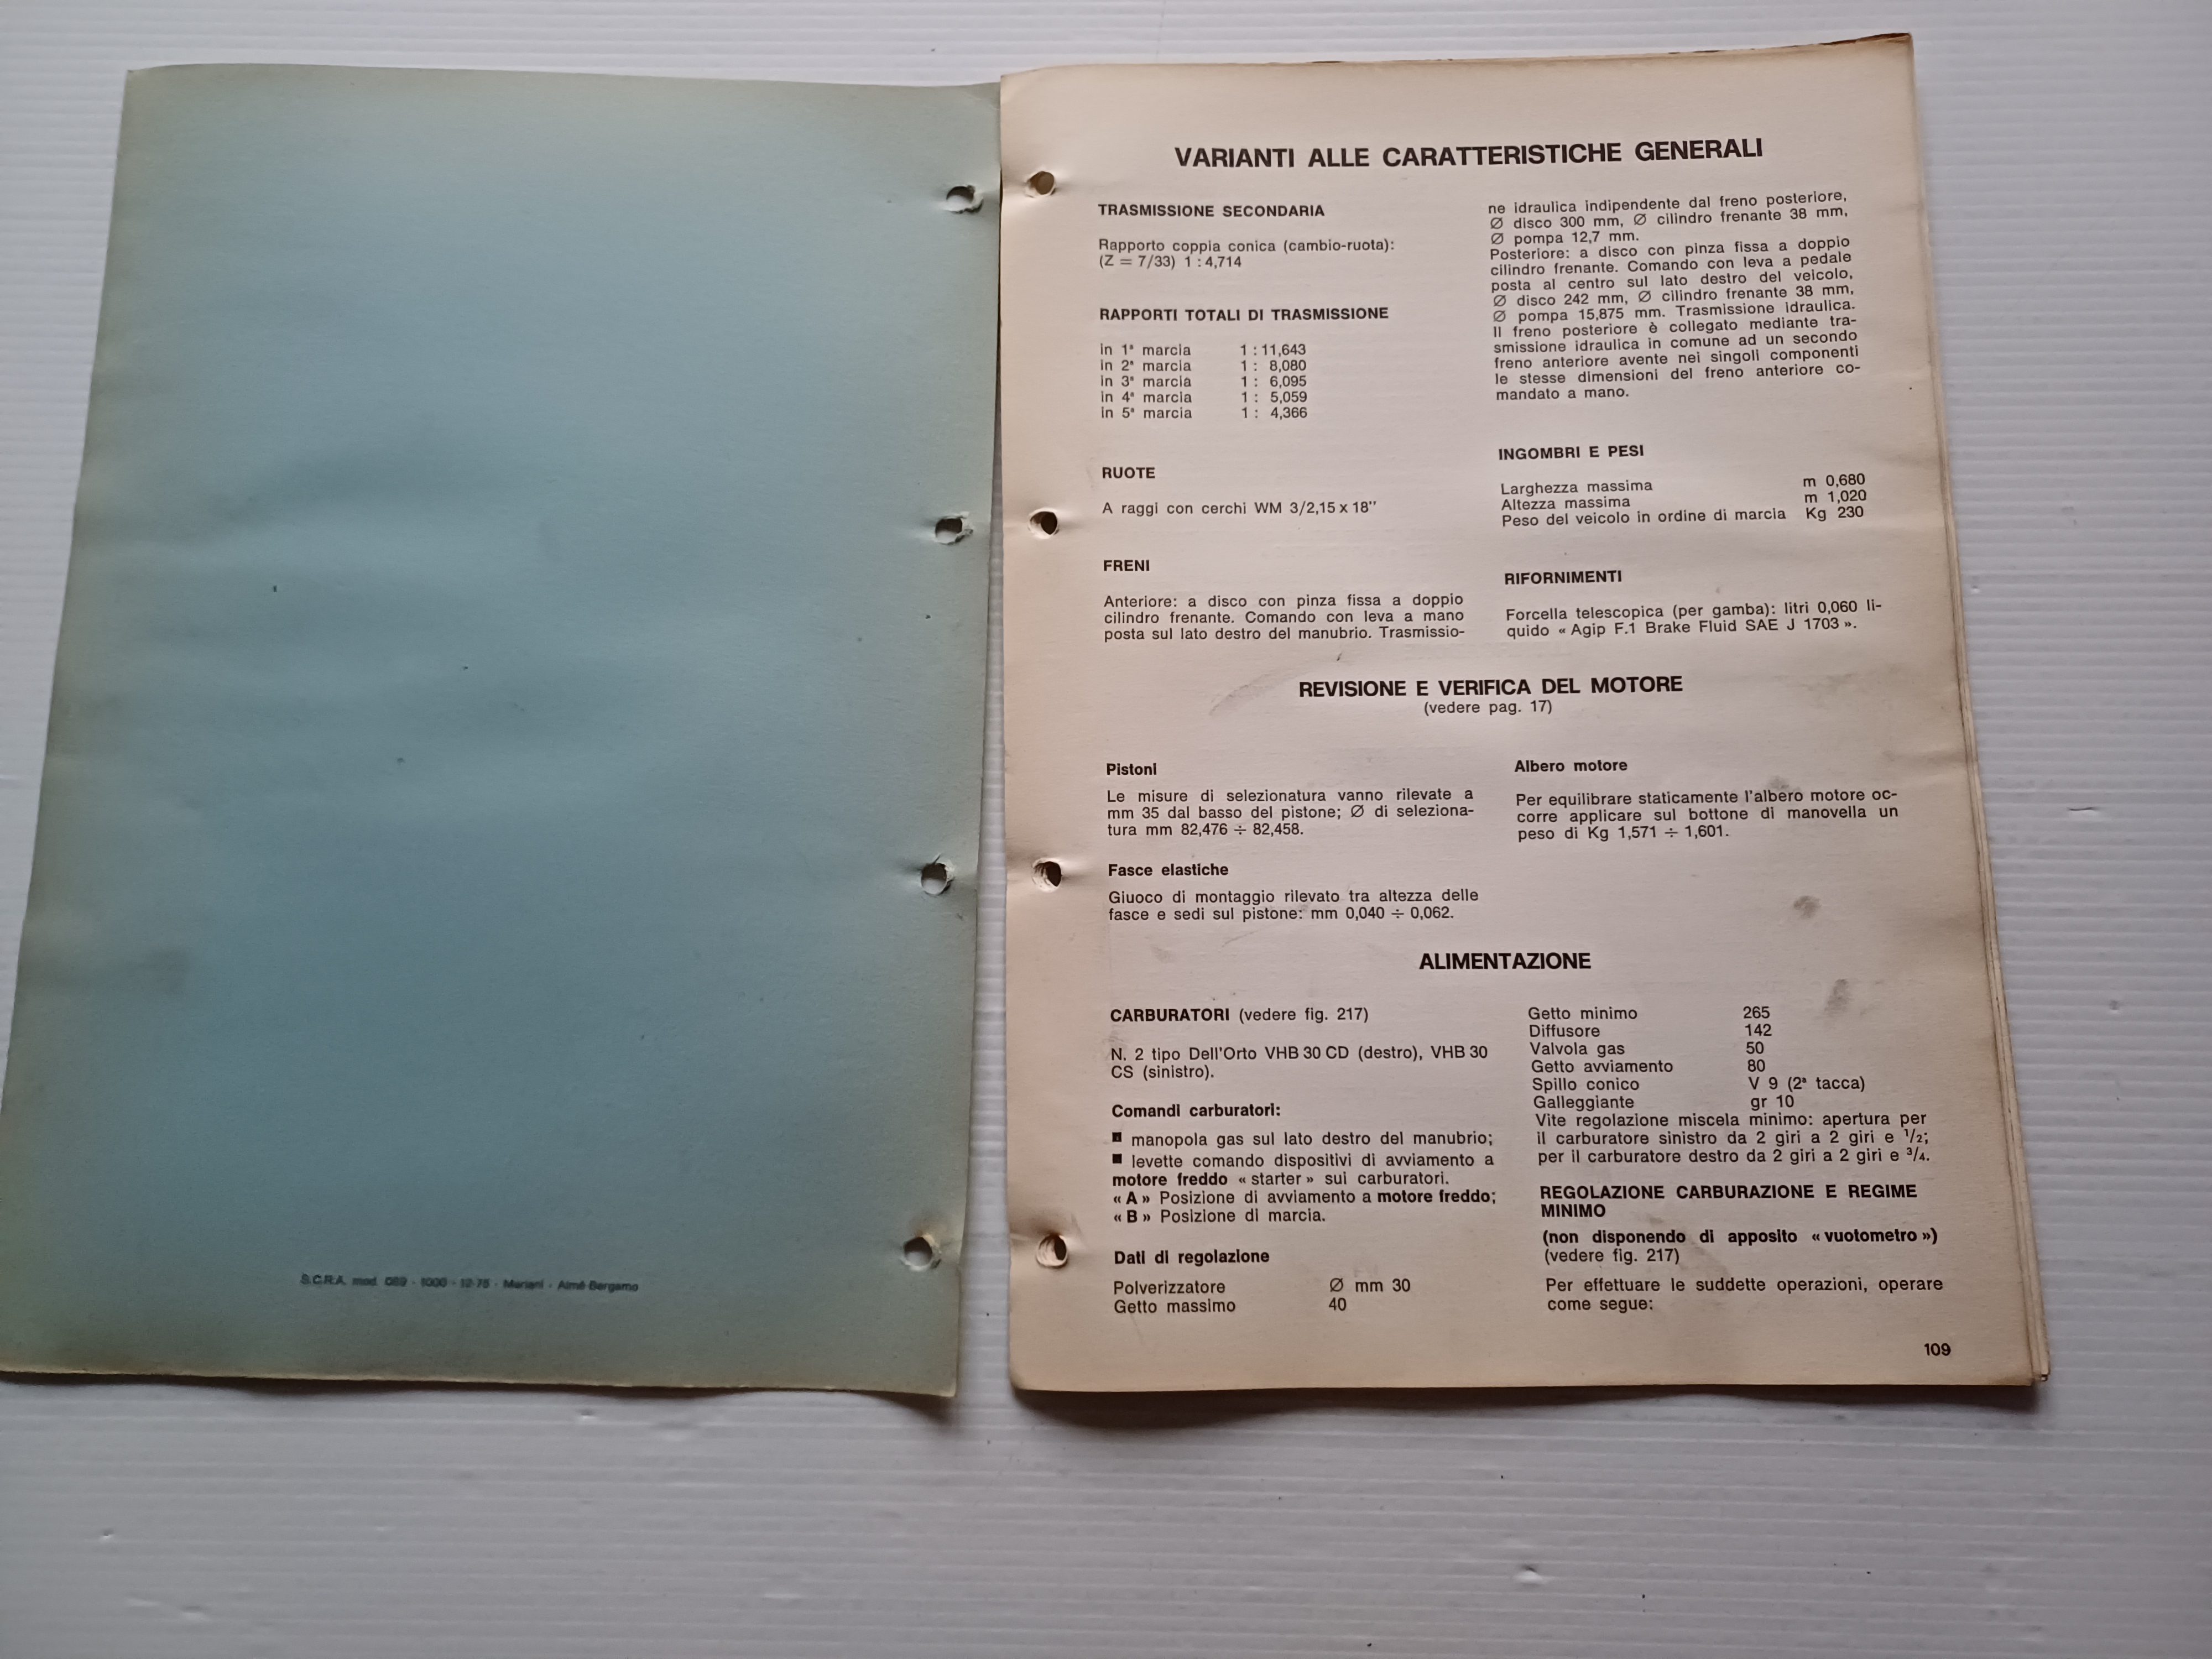 S.C.R.A. mod. 089 - 1000 - 12-75 - Mariani - Almè Bergamo
VARIANTI ALLE CARATTERISTICHE GENERALI
TRASMISSIONE SECONDARIA
Rapporto coppia conica (cambio-ruota):
(Z = 7/33) 1 : 4,714
RAPPORTI TOTALI DI TRASMISSIONE
in 1ª marcia 1 : 11,643
in 2ª marcia 1 : 8,080
in 3ª marcia 1 : 6,095
in 4ª marcia 1 : 5,059
in 5ª marcia 1 : 4,366
RUOTE
A raggi con cerchi WM 3/2,15 x 18’’
FRENI
Anteriore: a disco con pinza fissa a doppio
cilindro frenante. Comando con leva a mano
posta sul lato destro del manubrio. Trasmissio-
ne idraulica indipendente dal freno posteriore,
Ø disco 300 mm, Ø cilindro frenante 38 mm,
Ø pompa 12,7 mm.
Posteriore: a disco con pinza fissa a doppio
cilindro frenante. Comando con leva a pedale
posta al centro sul lato destro del veicolo,
Ø disco 242 mm, Ø cilindro frenante 38 mm,
Ø pompa 15,875 mm. Trasmissione idraulica.
Il freno posteriore è collegato mediante tra-
smissione idraulica in comune ad un secondo
freno anteriore avente nei singoli componenti
le stesse dimensioni del freno anteriore co-
mandato a mano.
INGOMBRI E PESI
Larghezza massima m 0,680
Altezza massima m 1,020
Peso del veicolo in ordine di marcia Kg 230
RIFORNIMENTI
Forcella telescopica (per gamba): litri 0,060 li-
quido « Agip F.1 Brake Fluid SAE J 1703 ».
REVISIONE E VERIFICA DEL MOTORE
(vedere pag. 17)
Pistoni
Le misure di selezionatura vanno rilevate a
mm 35 dal basso del pistone; Ø di seleziona-
tura mm 82,476 ÷ 82,458.
Fasce elastiche
Giuoco di montaggio rilevato tra altezza delle
fasce e sedi sul pistone: mm 0,040 ÷ 0,062.
Albero motore
Per equilibrare staticamente l'albero motore oc-
corre applicare sul bottone di manovella un
peso di Kg 1,571 ÷ 1,601.
ALIMENTAZIONE
CARBURATORI (vedere fig. 217)
N. 2 tipo Dell'Orto VHB 30 CD (destro), VHB 30
CS (sinistro).
Comandi carburatori:
■ manopola gas sul lato destro del manubrio;
■ levette comando dispositivi di avviamento a
motore freddo « starter » sui carburatori.
« A » Posizione di avviamento a motore freddo;
« B » Posizione di marcia.
Dati di regolazione
Polverizzatore Ø mm 30
Getto massimo 40
Getto minimo 265
Diffusore 142
Valvola gas 50
Getto avviamento 80
Spillo conico V 9 (2ª tacca)
Galleggiante gr 10
Vite regolazione miscela minimo: apertura per
il carburatore sinistro da 2 giri a 2 giri e 1/2;
per il carburatore destro da 2 giri a 2 giri e 3/4.
REGOLAZIONE CARBURAZIONE E REGIME
MINIMO
(non disponendo di apposito « vuotometro »)
(vedere fig. 217)
Per effettuare le suddette operazioni, operare
come segue:
109